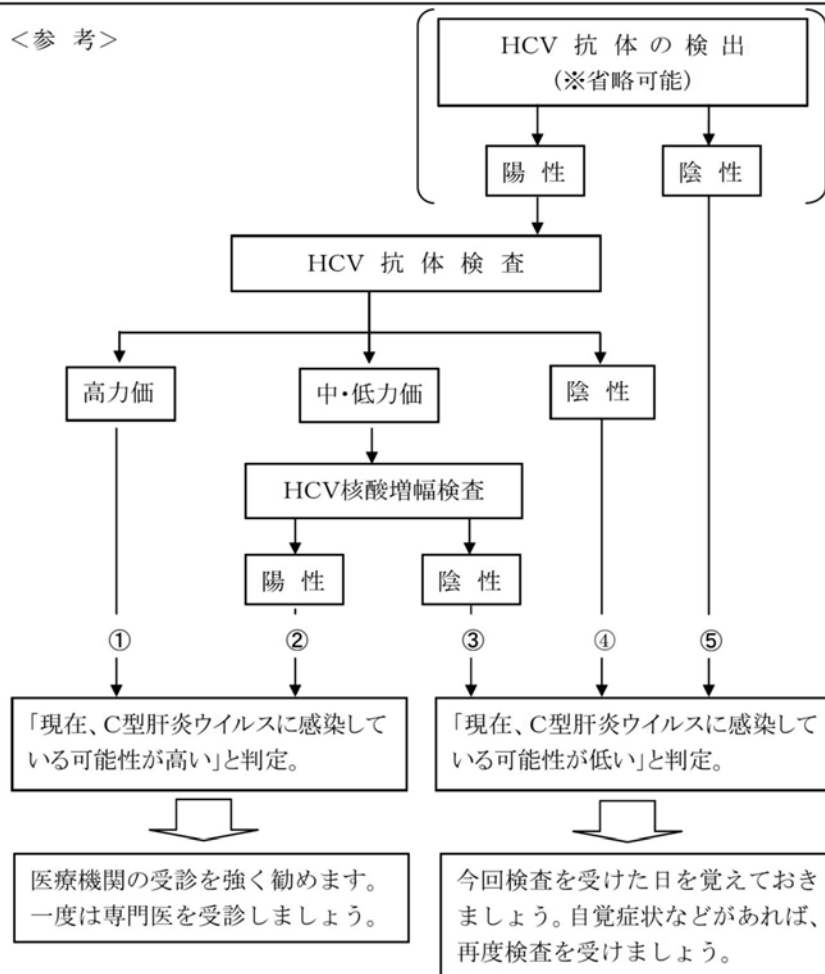 <参 考>
HCV 抗 体 の 検 出
(※省略可能)
陽 性
陰 性
HCV 抗 体 検 査
高力価
中・低力価
陰 性
HCV核酸増幅検査
陽 性
陰 性
①
②
③
④
⑤
「現在、C型肝炎ウイルスに感染して
いる可能性が高い」と判定。
「現在、C型肝炎ウイルスに感染して
いる可能性が低い」と判定。
医療機関の受診を強く勧めます。
一度は専門医を受診しましょう。
今回検査を受けた日を覚えておき
ましょう。自覚症状などがあれば、
再度検査を受けましょう。